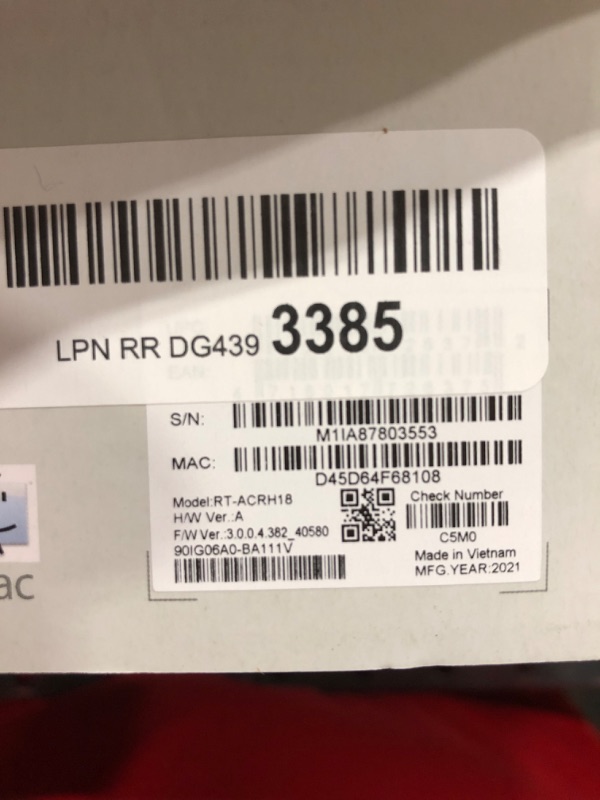 LPN RR DG439 3385
S/N:
M1IA87803553
MAC:
D45D64F68108
Model:RT-ACRH18
H/W Ver.:A
F/W Ver.:3.0.0.4.382_40580
90IG06A0-BA111V
Check Number
C5M0
Made in Vietnam
MFG.YEAR:2021
ac